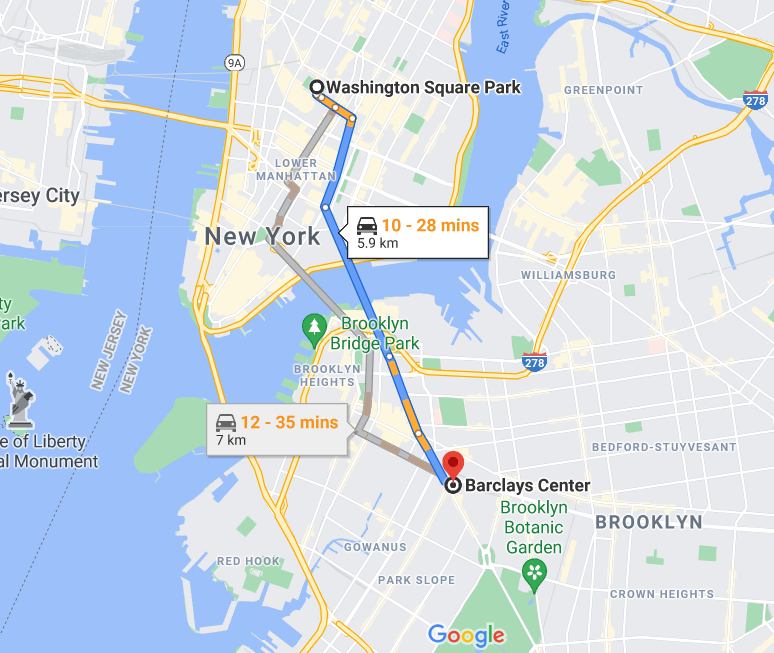 East River
9A
Washington Square Park
GREENPOINT
278
LOWER
MANHATTAN
ersey City
10 - 28 mins
5.9 km
New York
WILLIAMSBURG
ty
ark
NEW JERSEY
NEW YORK
Brooklyn
Bridge Park
278
BROOKLYN
HEIGHTS
12 - 35 mins
7 km
e of Liberty
al Monument
BEDFORD-STUYVESANT
Barclays Center
Brooklyn
Botanic
Garden
BROOKLYN
GOWANUS
RED HOOK
PARK SLOPE
CROWN HEIGHTS
Google